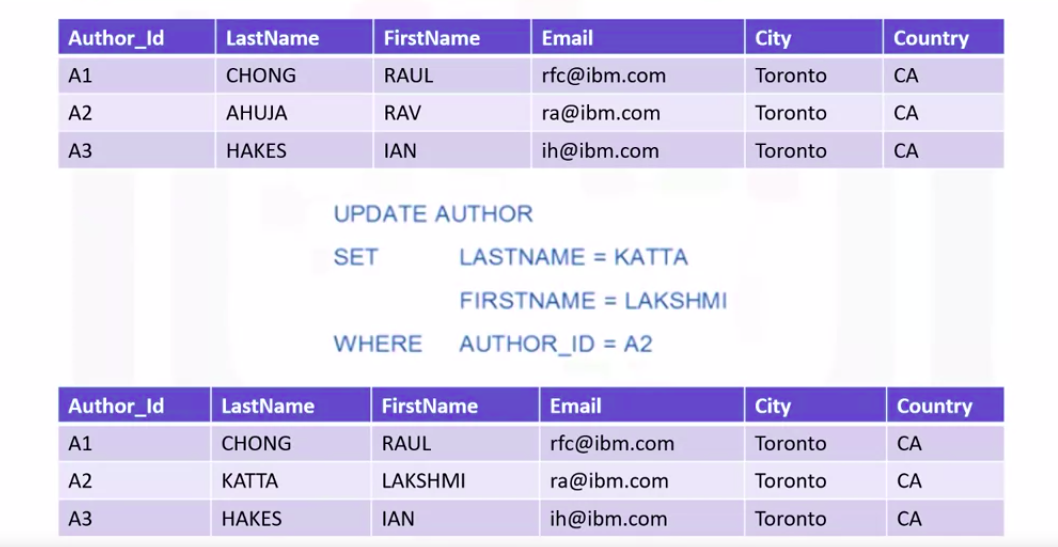 Author_Id LastName FirstName Email City Country
A1 CHONG RAUL rfc@ibm.com Toronto CA
A2 AHUJA RAV ra@ibm.com Toronto CA
A3 HAKES IAN ih@ibm.com Toronto CA
UPDATE AUTHOR
SET LASTNAME = KATTA
FIRSTNAME = LAKSHMI
WHERE AUTHOR_ID = A2
Author_Id LastName FirstName Email City Country
A1 CHONG RAUL rfc@ibm.com Toronto CA
A2 KATTA LAKSHMI ra@ibm.com Toronto CA
A3 HAKES IAN ih@ibm.com Toronto CA